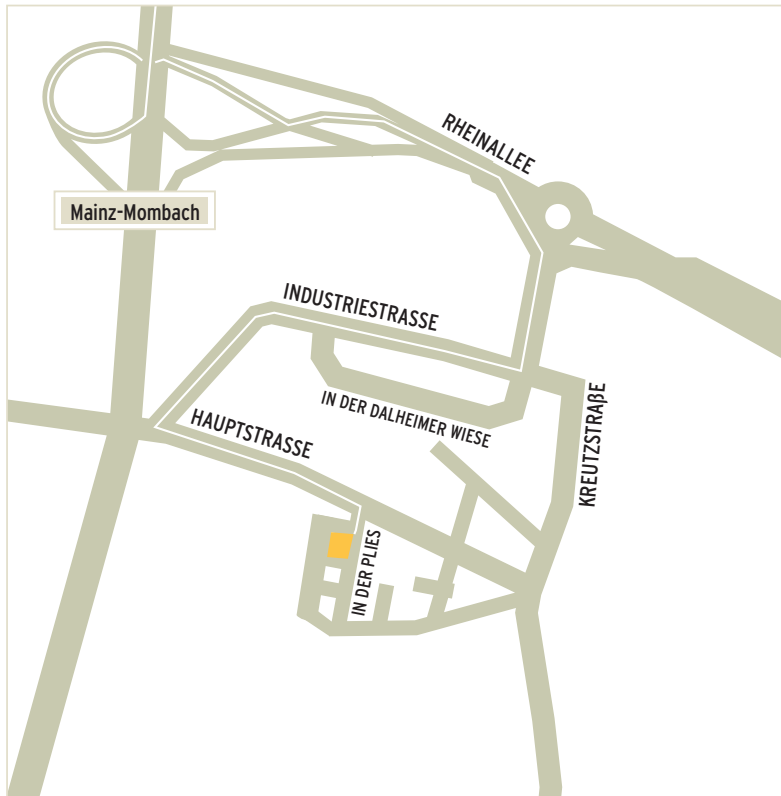 RHEINALLEE
Mainz-Mombach
INDUSTRIESTRASSE
IN DER DALHEIMER WIESE
KREUTZSTRAßE
HAUPTSTRASSE
IN DER PLIES